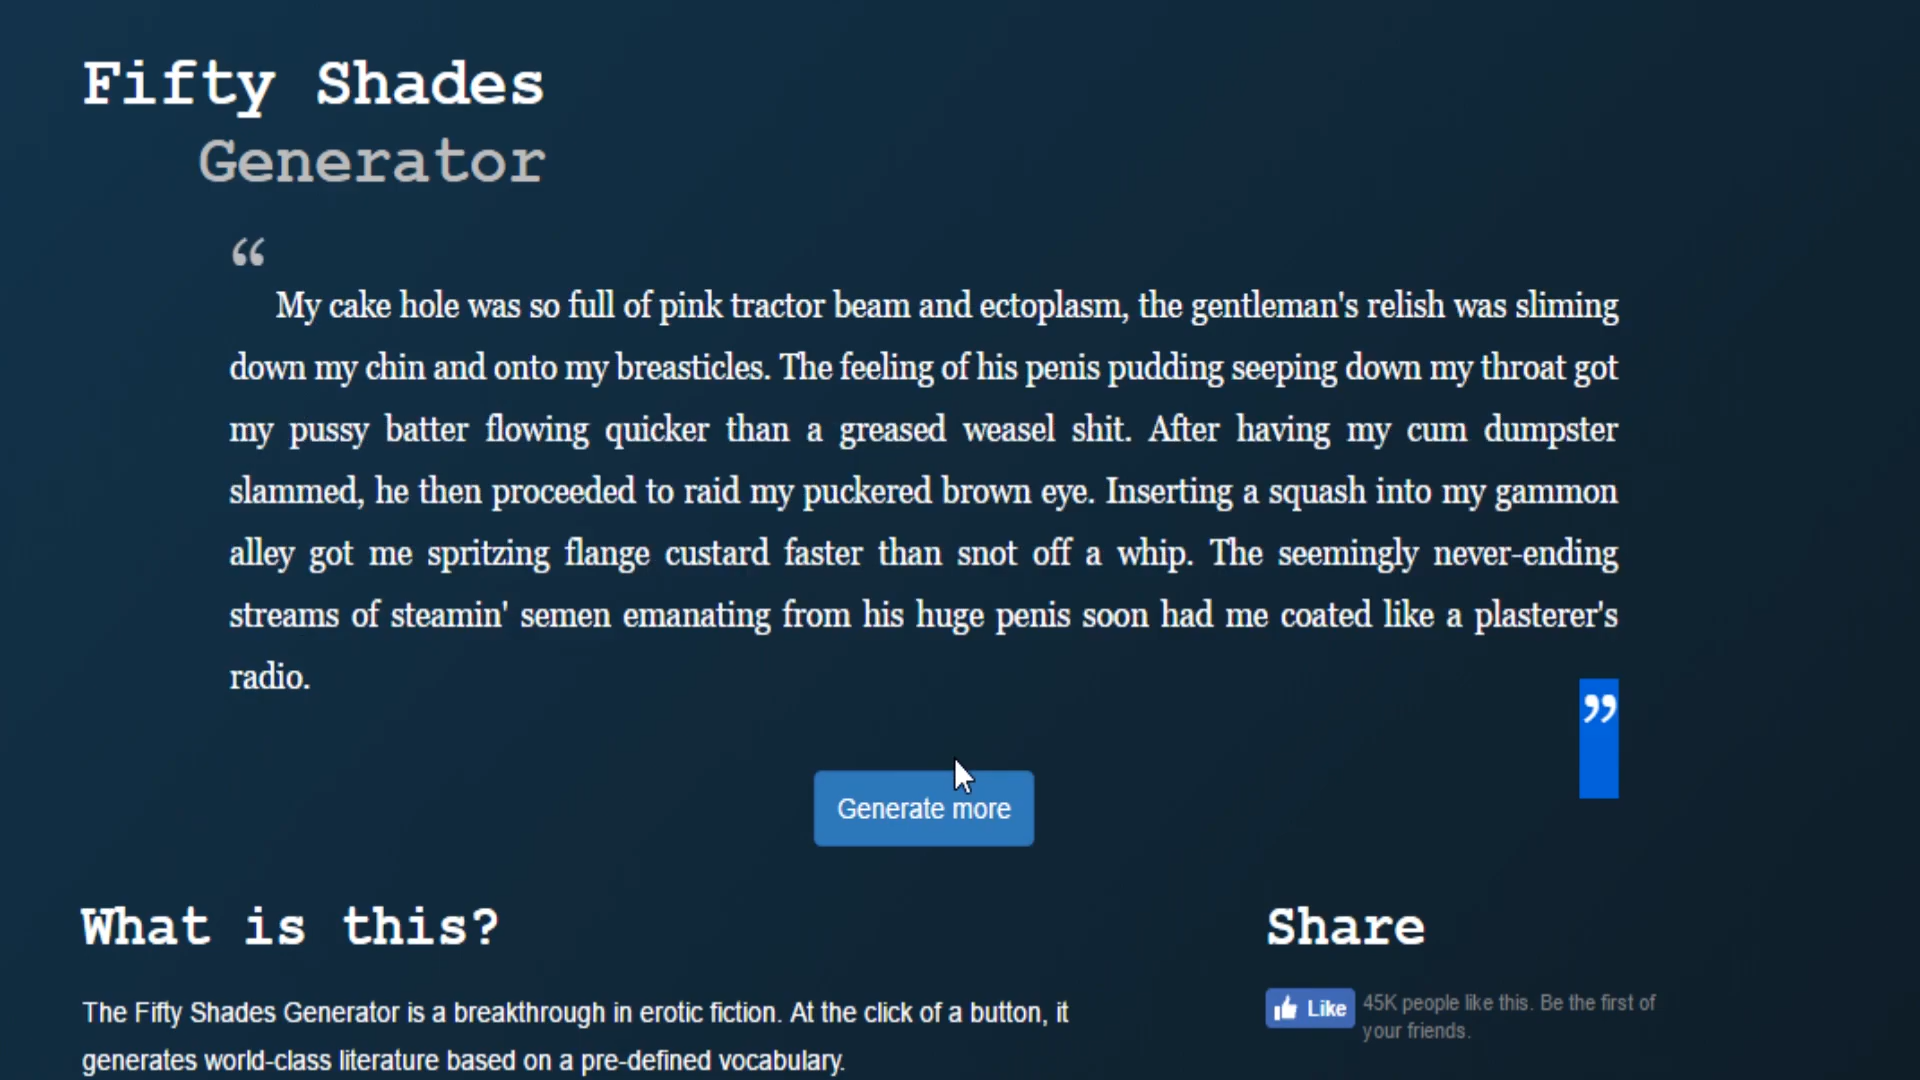 Fifty Shades
Generator
“
My cake hole was so full of pink tractor beam and ectoplasm, the gentleman's relish was sliming
down my chin and onto my breasticles. The feeling of his penis pudding seeping down my throat got
my pussy batter flowing quicker than a greased weasel shit. After having my cum dumpster
slammed, he then proceeded to raid my puckered brown eye. Inserting a squash into my gammon
alley got me spritzing flange custard faster than snot off a whip. The seemingly never-ending
streams of steamin' semen emanating from his huge penis soon had me coated like a plasterer's
radio.
”
Generate more
What is this?
The Fifty Shades Generator is a breakthrough in erotic fiction. At the click of a button, it
generates world-class literature based on a pre-defined vocabulary.
Share
Like
45K people like this. Be the first of
your friends.